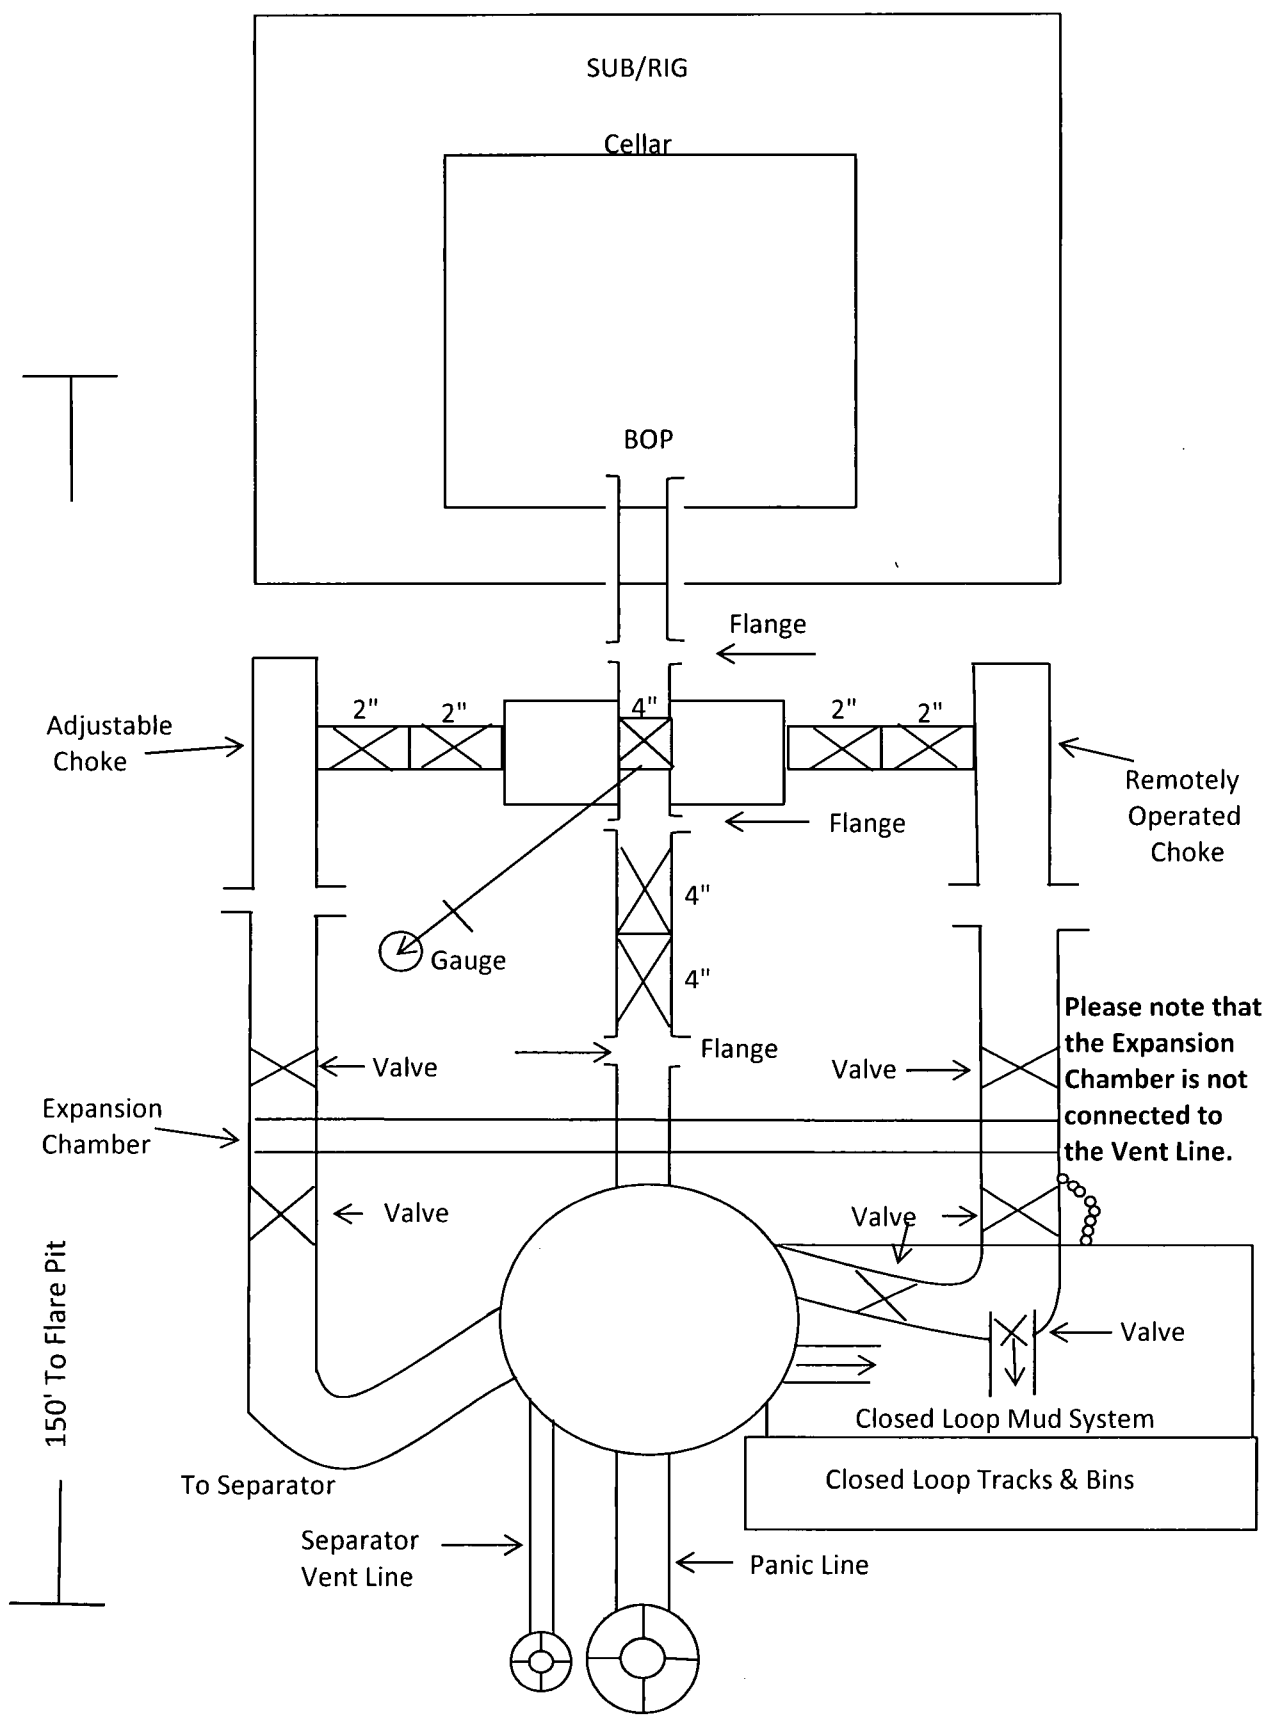 SUB/RIG
Cellar
BOP
Flange
2"
2"
4"
2"
2"
Adjustable
Choke
Remotely
Operated
Choke
Flange
4"
Gauge
4"
Please note that
the Expansion
Chamber is not
connected to
the Vent Line.
Flange
Valve
Valve
Expansion
Chamber
Valve
Valve
150' To Flare Pit
Valve
Closed Loop Mud System
To Separator
Closed Loop Tracks & Bins
Separator
Vent Line
Panic Line